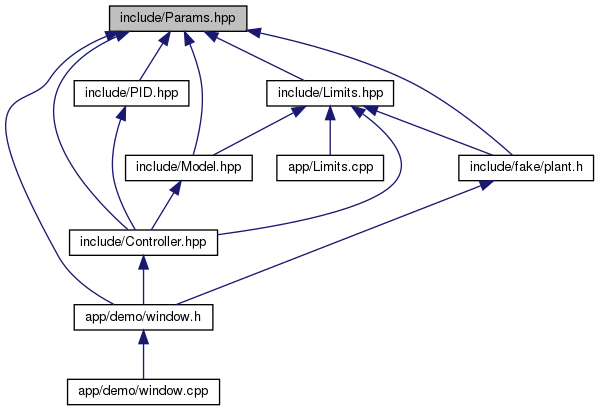 include/Params.hpp
include/PID.hpp
include/Limits.hpp
include/Model.hpp
app/Limits.cpp
include/fake/plant.h
include/Controller.hpp
app/demo/window.h
app/demo/window.cpp